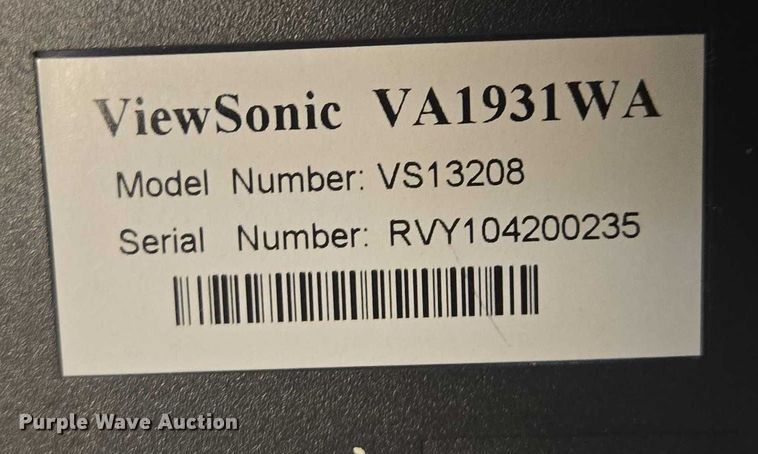 ViewSonic VA1931WA
Model Number: VS13208
Serial Number: RVY104200235
Purple Wave Auction